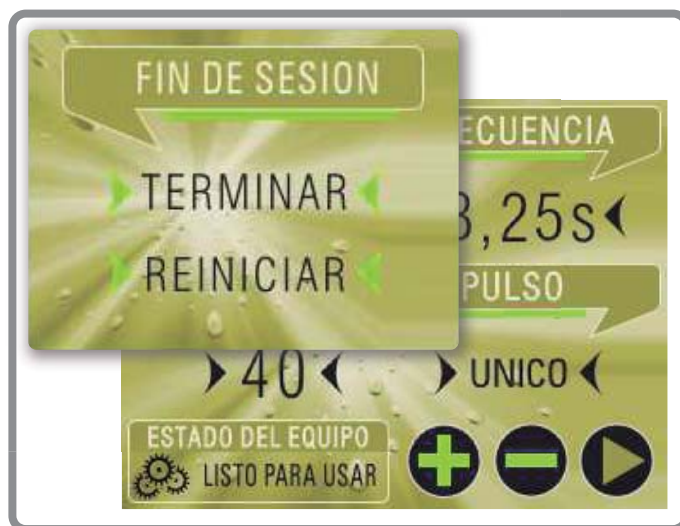 FIN DE SESION
TERMINAR
REINICIAR
ECUENCIA
,25s
PULSO
40
UNICO
ESTADO DEL EQUIPO
LISTO PARA USAR